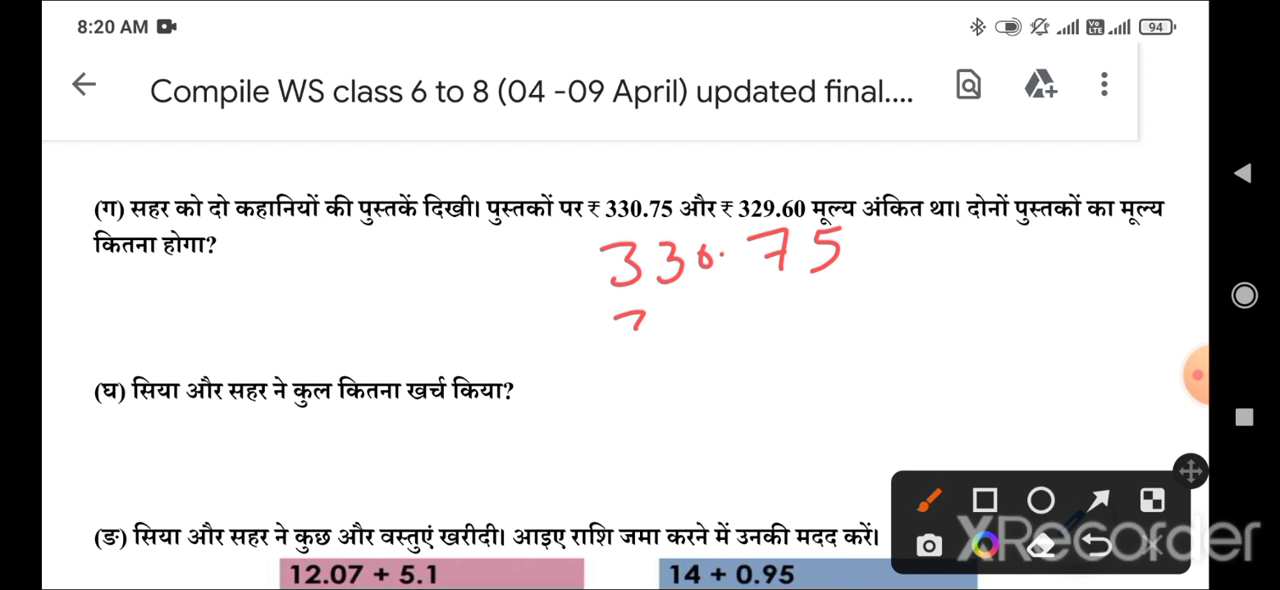 8:20 AM
94
Compile WS class 6 to 8 (04 -09 April) updated final....
(ग) सहर को दो कहानियों की पुस्तकें दिखी। पुस्तकों पर ₹ 330.75 और ₹ 329.60 मूल्य अंकित था। दोनों पुस्तकों का मूल्य
कितना होगा?
330.75
(घ) सिया और सहर ने कुल कितना खर्च किया?
(ङ) सिया और सहर ने कुछ और वस्तुएं खरीदी। आइए राशि जमा करने में उनकी मदद करें।
XRecorder
12.07 + 5.1
14 + 0.95